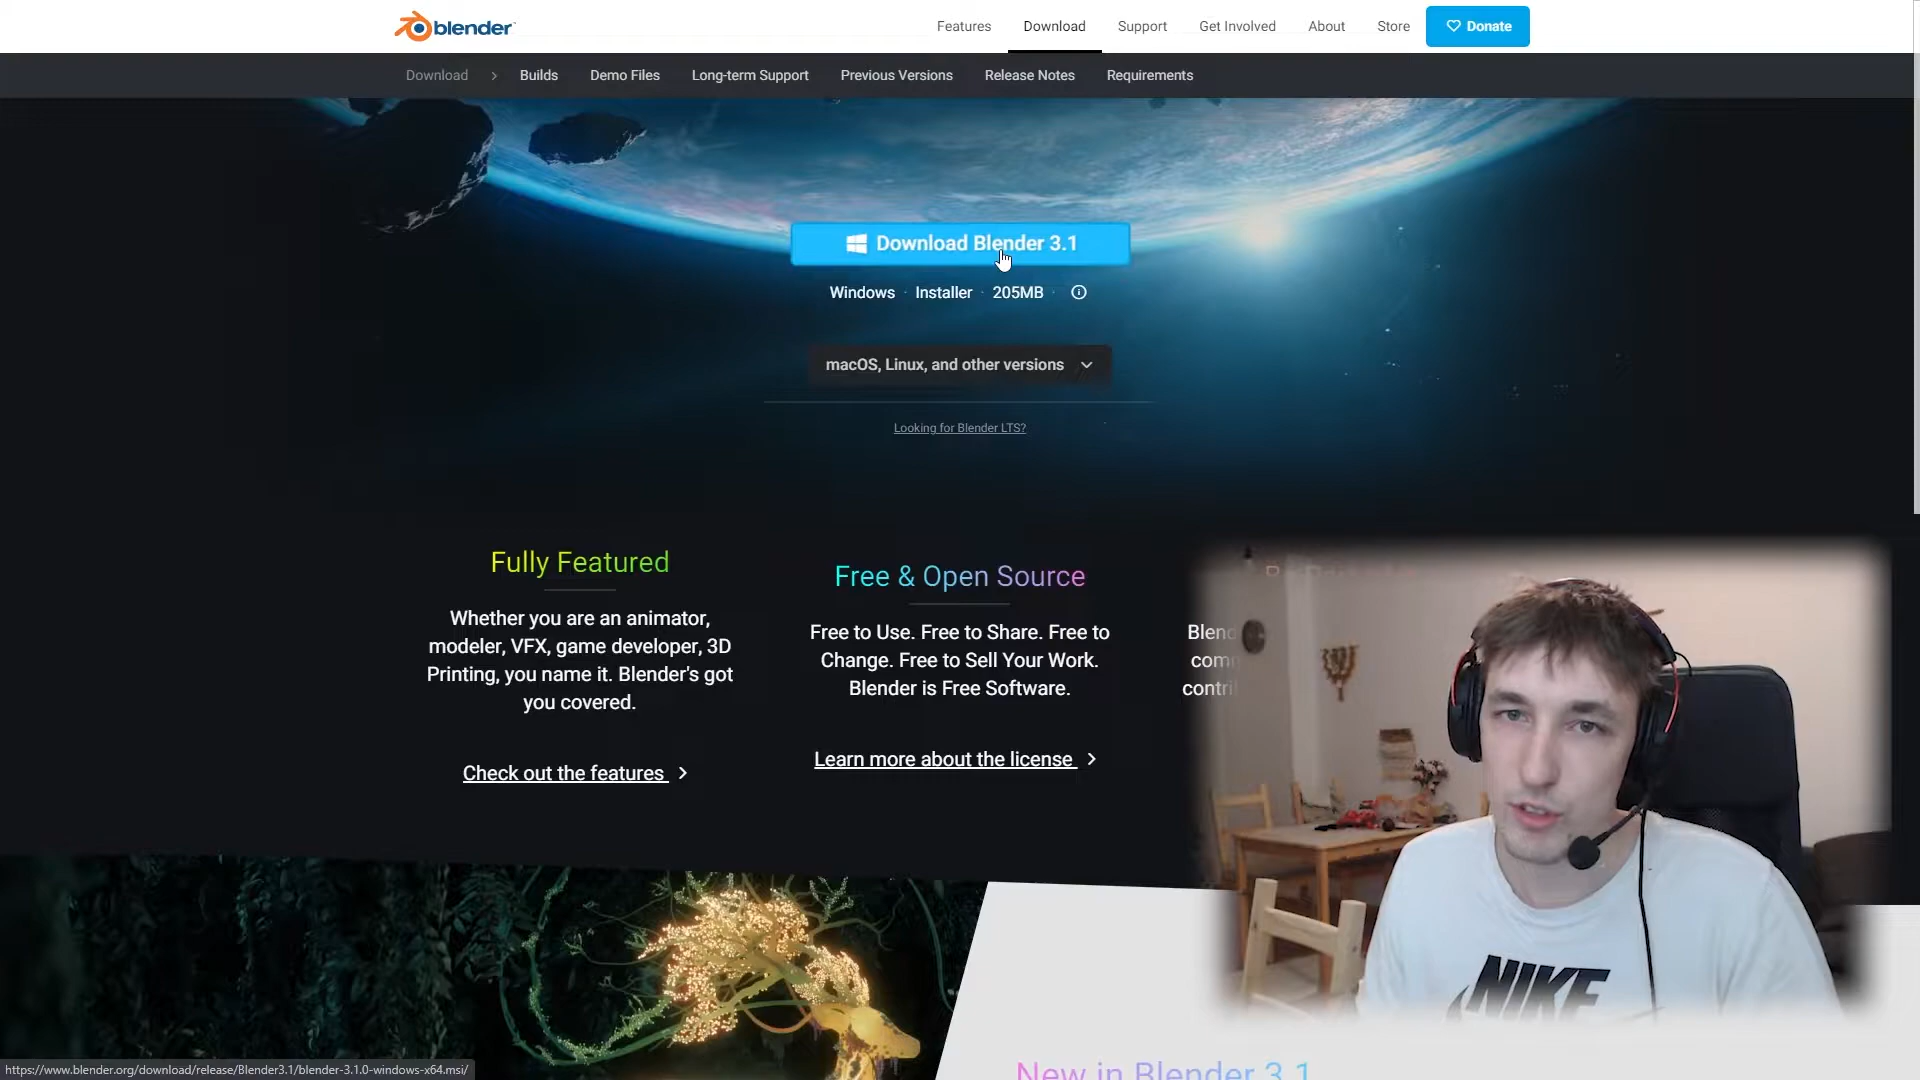 blender
Features Download Support Get Involved About Store Donate
Download > Builds Demo Files Long-term Support Previous Versions Release Notes Requirements
Download Blender 3.1
Windows · Installer · 205MB
macOS, Linux, and other versions
Looking for Blender LTS?
Fully Featured
Whether you are an animator,
modeler, VFX, game developer, 3D
Printing, you name it. Blender's got
you covered.
Check out the features >
Free & Open Source
Free to Use. Free to Share. Free to
Change. Free to Sell Your Work.
Blender is Free Software.
Learn more about the license >
NIKE
New in Blender 3.1
https://www.blender.org/download/release/Blender3.1/blender-3.1.0-windows-x64.msi/